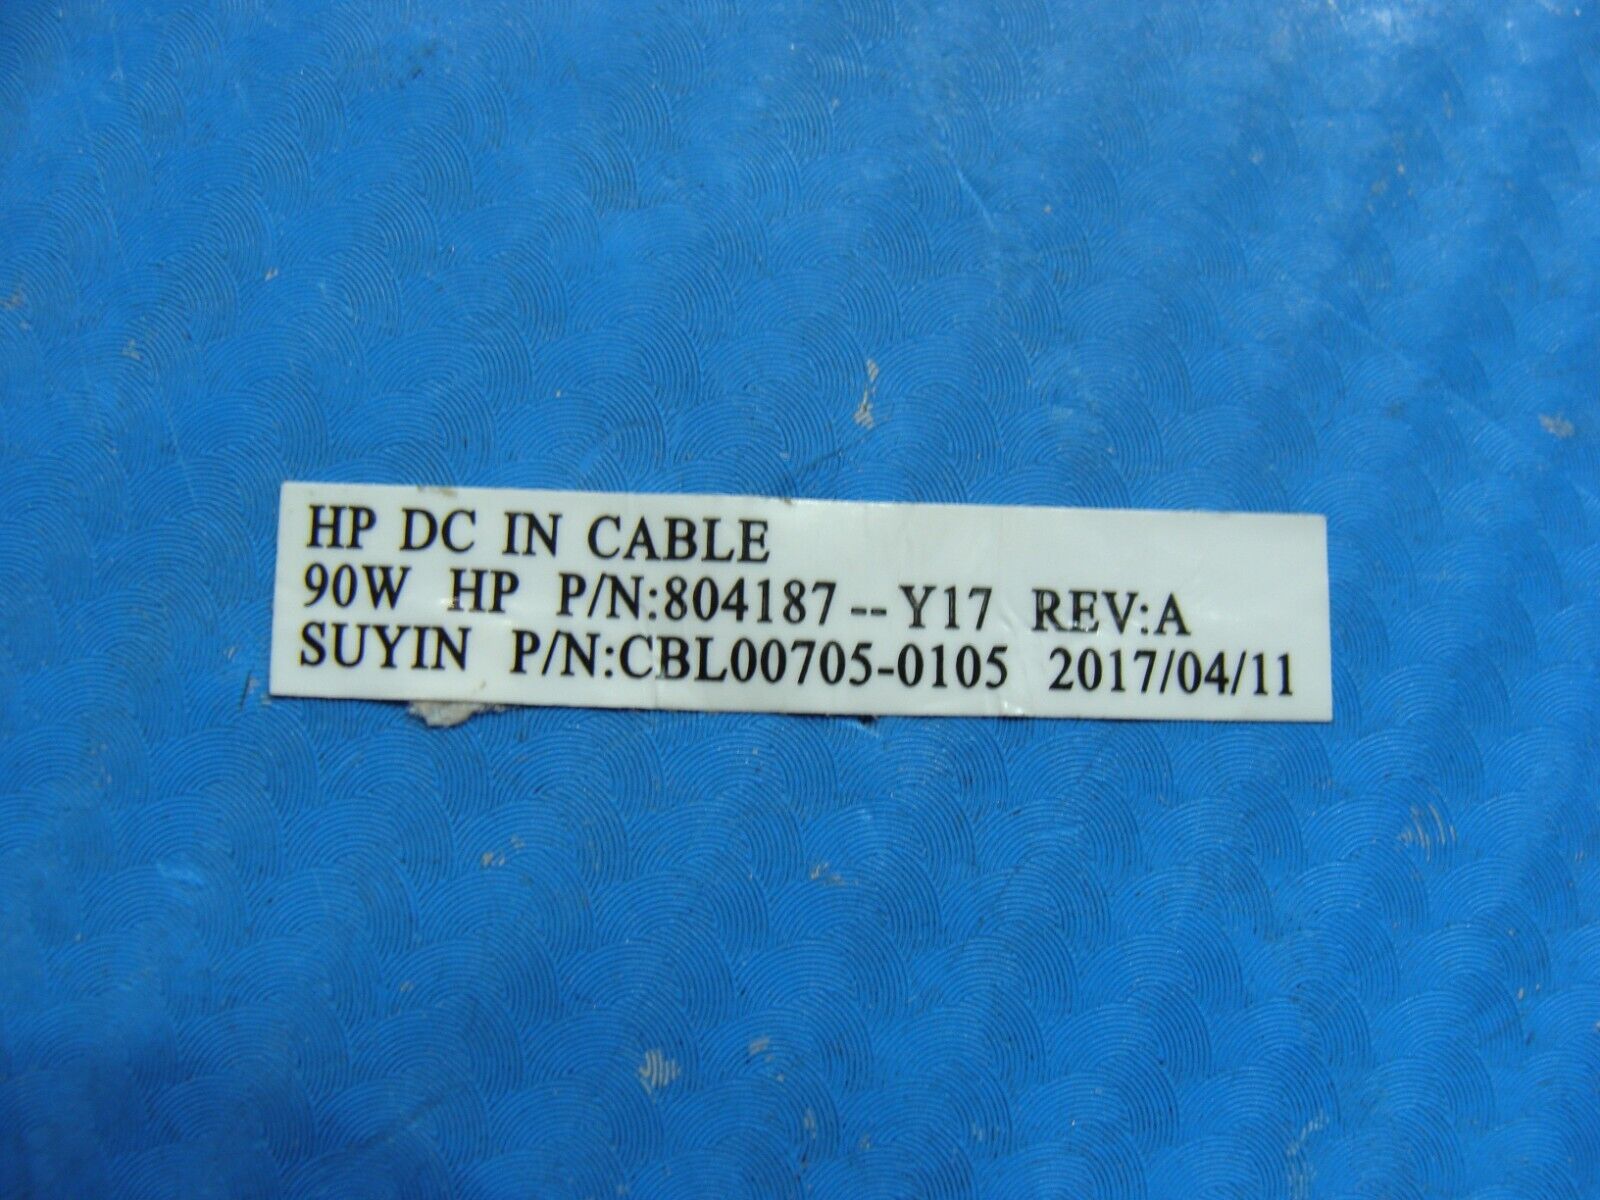 HP DC IN CABLE
90W HP P/N:804187--Y17 REV:A
SUYIN P/N:CBL00705-0105 2017/04/11